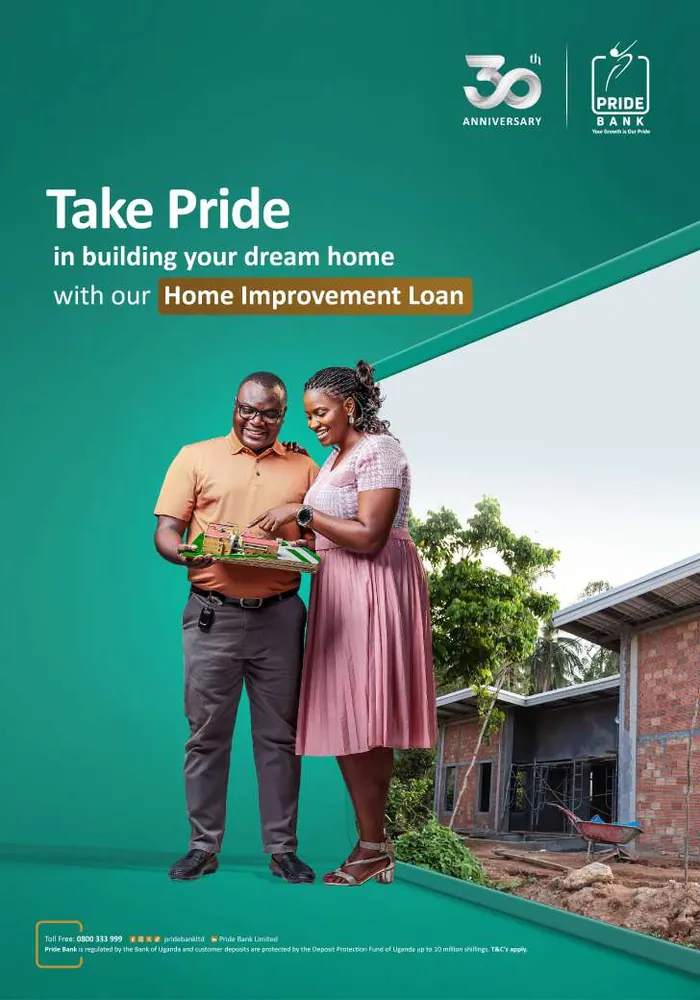 30th
ANNIVERSARY
PRIDE
BANK
Your Growth is Our Pride
Take Pride
in building your dream home
with our Home Improvement Loan
Toll Free: 0800 333 999 pridebankltd Pride Bank Limited
Pride Bank is regulated by the Bank of Uganda and customer deposits are protected by the Deposit Protection Fund of Uganda up to 10 million shillings. T&C's apply.